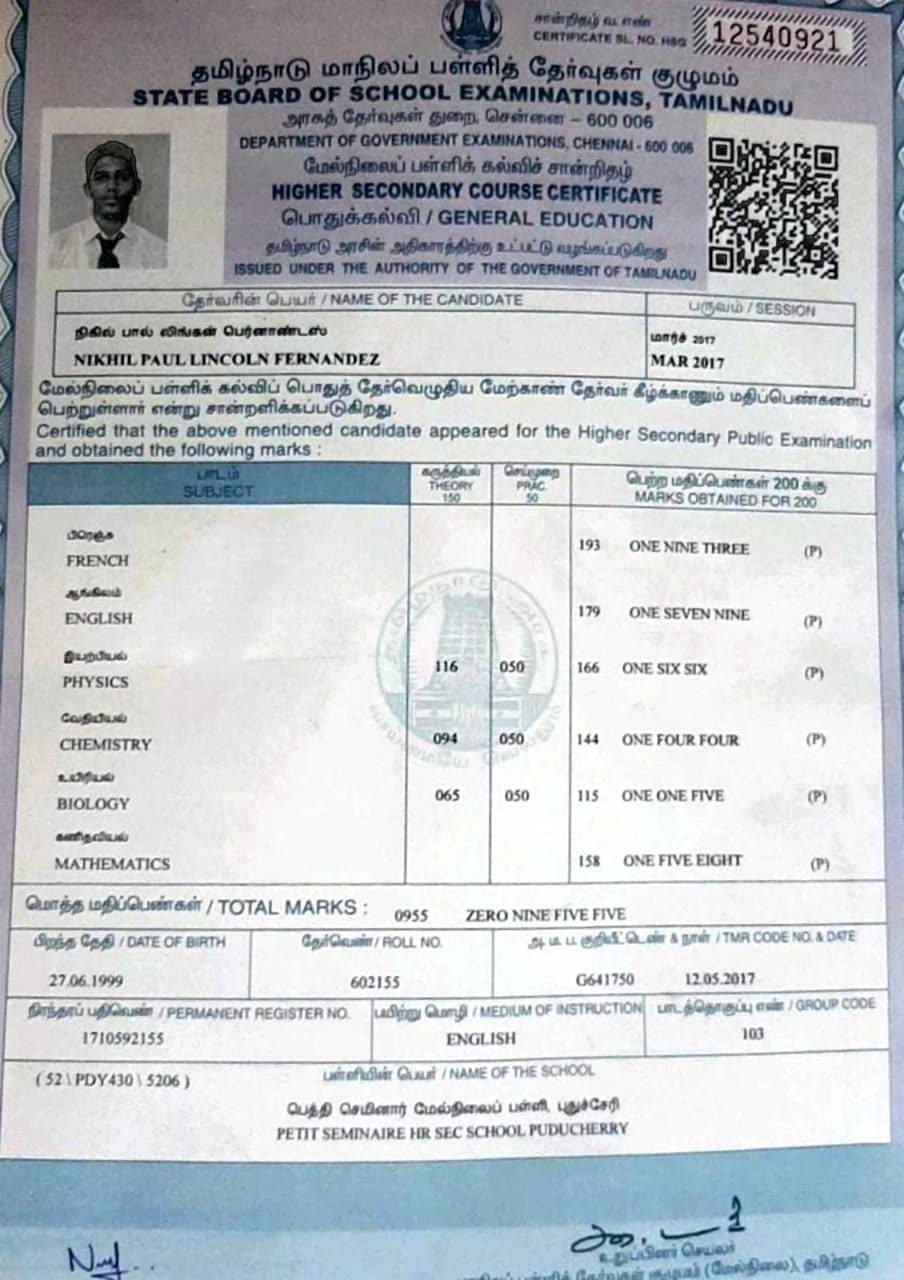 சான்றிதழ் வ. எண்
CERTIFICATE SL. NO. HSG 12540921
தமிழ்நாடு மாநிலப் பள்ளித் தேர்வுகள் குழுமம்
STATE BOARD OF SCHOOL EXAMINATIONS, TAMILNADU
அரசுத் தேர்வுகள் துறை, சென்னை – 600 006
DEPARTMENT OF GOVERNMENT EXAMINATIONS, CHENNAI - 600 006
மேல்நிலைப் பள்ளிக் கல்விச் சான்றிதழ்
HIGHER SECONDARY COURSE CERTIFICATE
பொதுக்கல்வி / GENERAL EDUCATION
தமிழ்நாடு அரசின் அதிகாரத்திற்கு உட்பட்டு வழங்கப்படுகிறது
ISSUED UNDER THE AUTHORITY OF THE GOVERNMENT OF TAMILNADU
தேர்வரின் பெயர் / NAME OF THE CANDIDATE பருவம் / SESSION
நிகில் பால் லிங்கன் பெர்னாண்டஸ் மார்ச் 2017
NIKHIL PAUL LINCOLN FERNANDEZ MAR 2017
மேல்நிலைப் பள்ளிக் கல்விப் பொதுத் தேர்வெழுதிய மேற்காண் தேர்வர் கீழ்க்காணும் மதிப்பெண்களைப்
பெற்றுள்ளார் என்று சான்றளிக்கப்படுகிறது.
Certified that the above mentioned candidate appeared for the Higher Secondary Public Examination
and obtained the following marks :
பாடம் கருத்தியல் செய்முறை பெற்ற மதிப்பெண்கள் 200 க்கு
SUBJECT THEORY 150 PRAC. 50 MARKS OBTAINED FOR 200
பிரெஞ்சு
FRENCH 193 ONE NINE THREE (P)
ஆங்கிலம்
ENGLISH 179 ONE SEVEN NINE (P)
இயற்பியல்
PHYSICS 116 050 166 ONE SIX SIX (P)
வேதியியல்
CHEMISTRY 094 050 144 ONE FOUR FOUR (P)
உயிரியல்
BIOLOGY 065 050 115 ONE ONE FIVE (P)
கணிதவியல்
MATHEMATICS 158 ONE FIVE EIGHT (P)
மொத்த மதிப்பெண்கள் / TOTAL MARKS : 0955 ZERO NINE FIVE FIVE
பிறந்த தேதி / DATE OF BIRTH தேர்வெண் / ROLL NO. அ. ம. ப. குறியீட்டெண் & நாள் / TMR CODE NO. & DATE
27.06.1999 602155 G641750 12.05.2017
நிரந்தரப் பதிவெண் / PERMANENT REGISTER NO. பயிற்று மொழி / MEDIUM OF INSTRUCTION பாடத்தொகுப்பு எண் / GROUP CODE
1710592155 ENGLISH 103
( 52 \ PDY430 \ 5206 ) பள்ளியின் பெயர் / NAME OF THE SCHOOL
பெத்தி செமினார் மேல்நிலைப் பள்ளி, புதுச்சேரி
PETIT SEMINAIRE HR SEC SCHOOL PUDUCHERRY
உறுப்பினர் செயலர்
பள்ளித் தேர்வுகள் குழுமம் (மேல்நிலை), தமிழ்நாடு